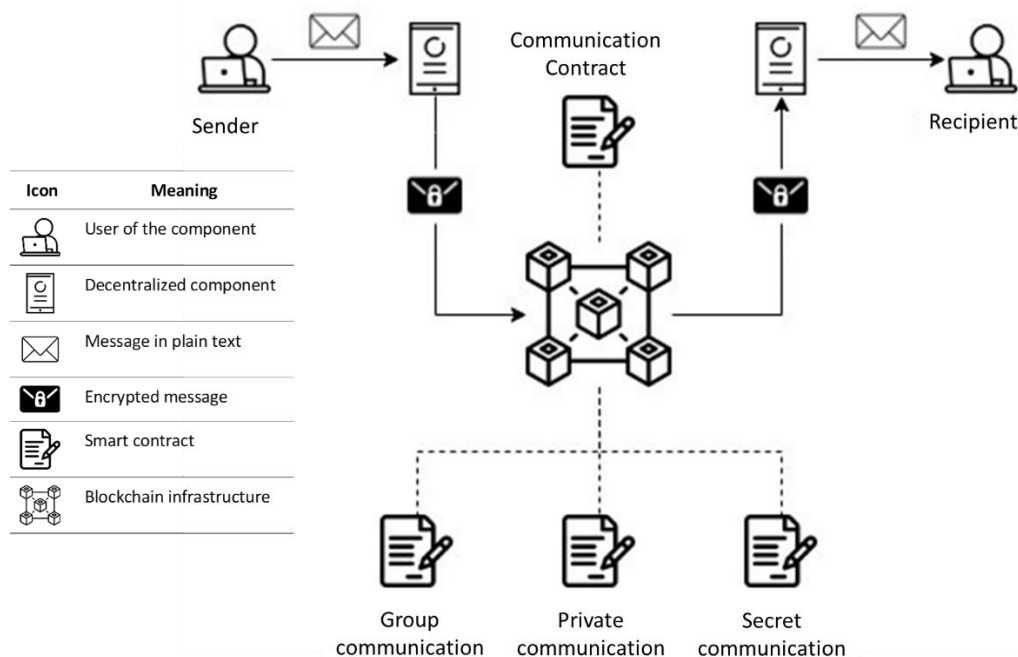 Communication
Contract
Sender
Recipient
Icon Meaning
User of the component
Decentralized component
Message in plain text
Encrypted message
Smart contract
Blockchain infrastructure
Group
communication
Private
communication
Secret
communication